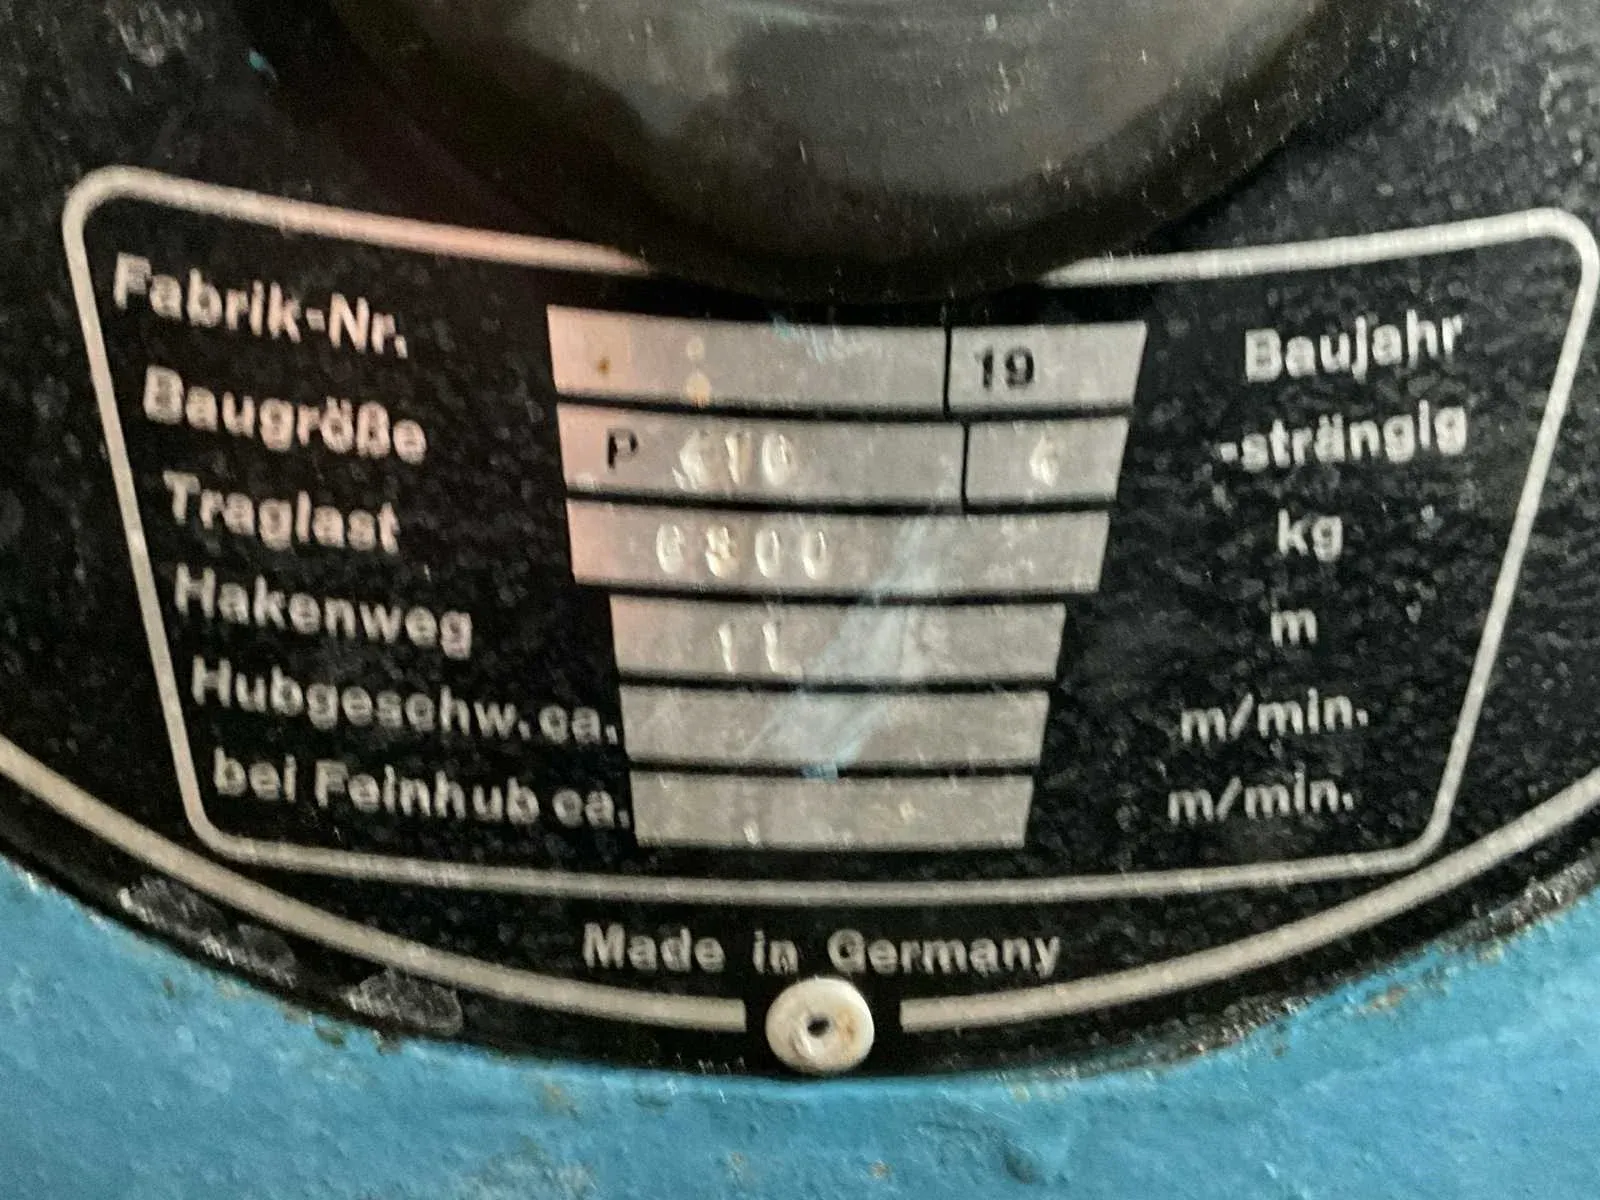 Fabrik-Nr. 19 Baujahr
Baugröße P -strängig
Traglast kg
Hakenweg m
Hubgeschw. ca. m/min.
bei Feinhub ca. m/min.
Made in Germany